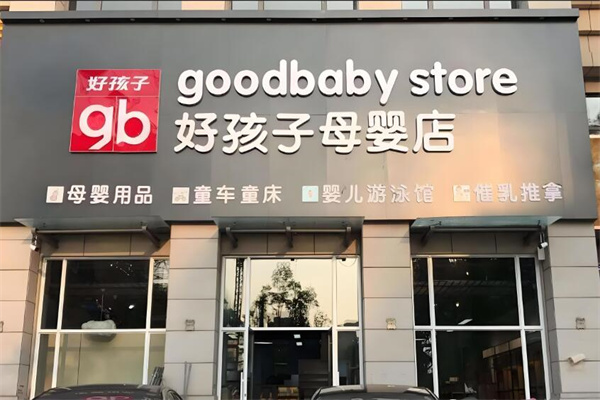 好孩子
gb
goodbaby store
好孩子母婴店
母婴用品 童车童床 婴儿游泳馆 催乳推拿